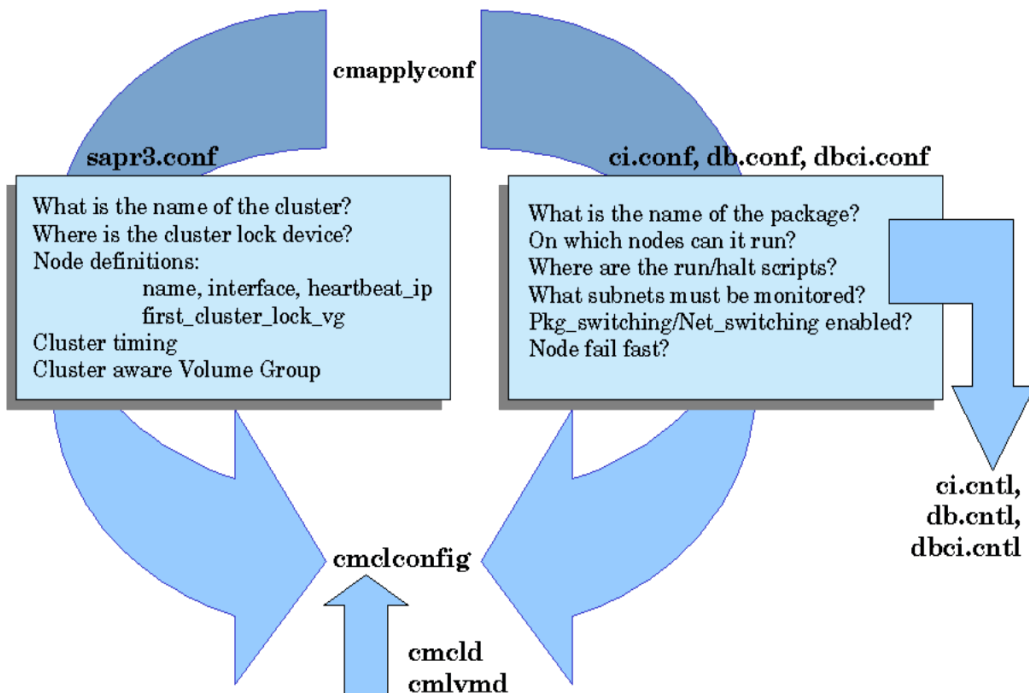 cmapplyconf
sapr3.conf
What is the name of the cluster?
Where is the cluster lock device?
Node definitions:
name, interface, heartbeat_ip
first_cluster_lock_vg
Cluster timing
Cluster aware Volume Group
ci.conf, db.conf, dbci.conf
What is the name of the package?
On which nodes can it run?
Where are the run/halt scripts?
What subnets must be monitored?
Pkg_switching/Net_switching enabled?
Node fail fast?
ci.cntl,
db.cntl,
dbci.cntl
cmclconfig
cmcld
cmlvmd